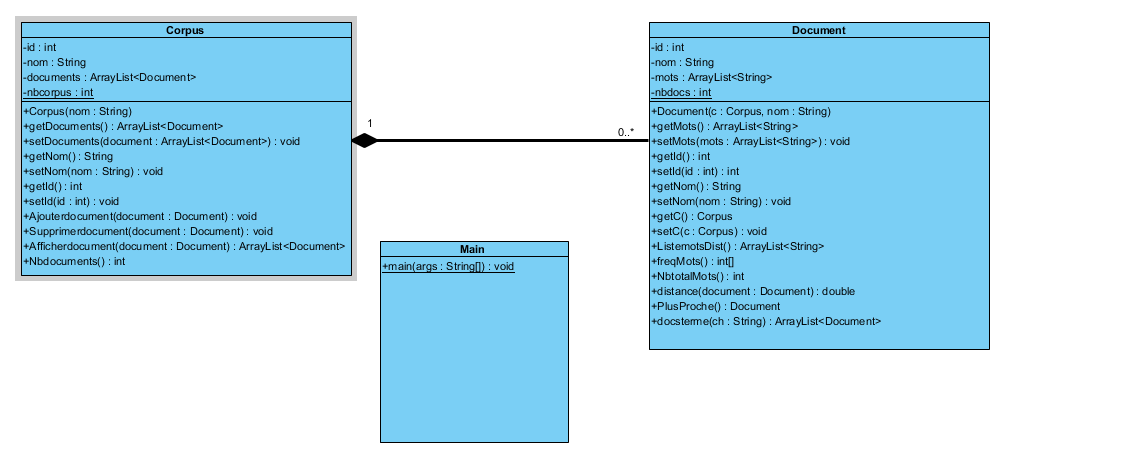 Corpus
-id : int
-nom : String
-documents : ArrayList<Document>
-nbcorpus : int
+Corpus(nom : String)
+getDocuments() : ArrayList<Document>
+setDocuments(document : ArrayList<Document>) : void
+getNom() : String
+setNom(nom : String) : void
+getId() : int
+setId(id : int) : void
+Ajouterdocument(document : Document) : void
+Supprimerdocument(document : Document) : void
+Afficherdocument(document : Document) : ArrayList<Document>
+Nbdocuments() : int
1
0..*
Main
+main(args : String[]) : void
Document
-id : int
-nom : String
-mots : ArrayList<String>
-nbdocs : int
+Document(c : Corpus, nom : String)
+getMots() : ArrayList<String>
+setMots(mots : ArrayList<String>) : void
+getId() : int
+setId(id : int) : int
+getNom() : String
+setNom(nom : String) : void
+getC() : Corpus
+setC(c : Corpus) : void
+ListemotsDist() : ArrayList<String>
+freqMots() : int[]
+NbtotalMots() : int
+distance(document : Document) : double
+PlusProche() : Document
+docsterme(ch : String) : ArrayList<Document>